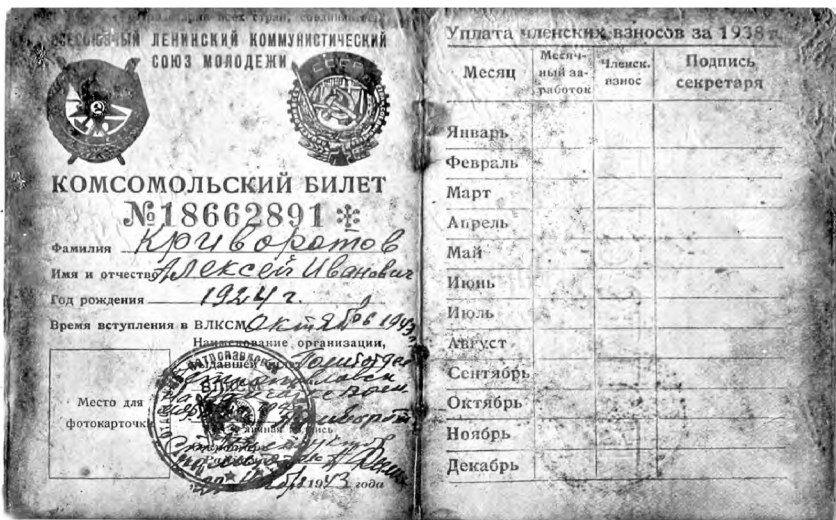 всех стран,
ВСЕСОЮЗНЫЙ ЛЕНИНСКИЙ КОММУНИСТИЧЕСКИЙ
СОЮЗ МОЛОДЕЖИ
КОМСОМОЛЬСКИЙ БИЛЕТ
№18662891
Фамилия Криворотов
Имя и отчество Алексей Иванович
Год рождения 1924 г.
Время вступления в ВЛКСМ Октябрь 1943 г.
Наименование организации,
выдавшей билет Политотдел
Место для
фотокарточки
личная подпись
1943 года
Уплата членских взносов за 1938 г.
Месяц
Месяч-
ный за-
работок
Членск.
взнос
Подпись
секретаря
Январь
Февраль
Март
Апрель
Май
Июнь
Июль
Август
Сентябрь
Октябрь
Ноябрь
Декабрь